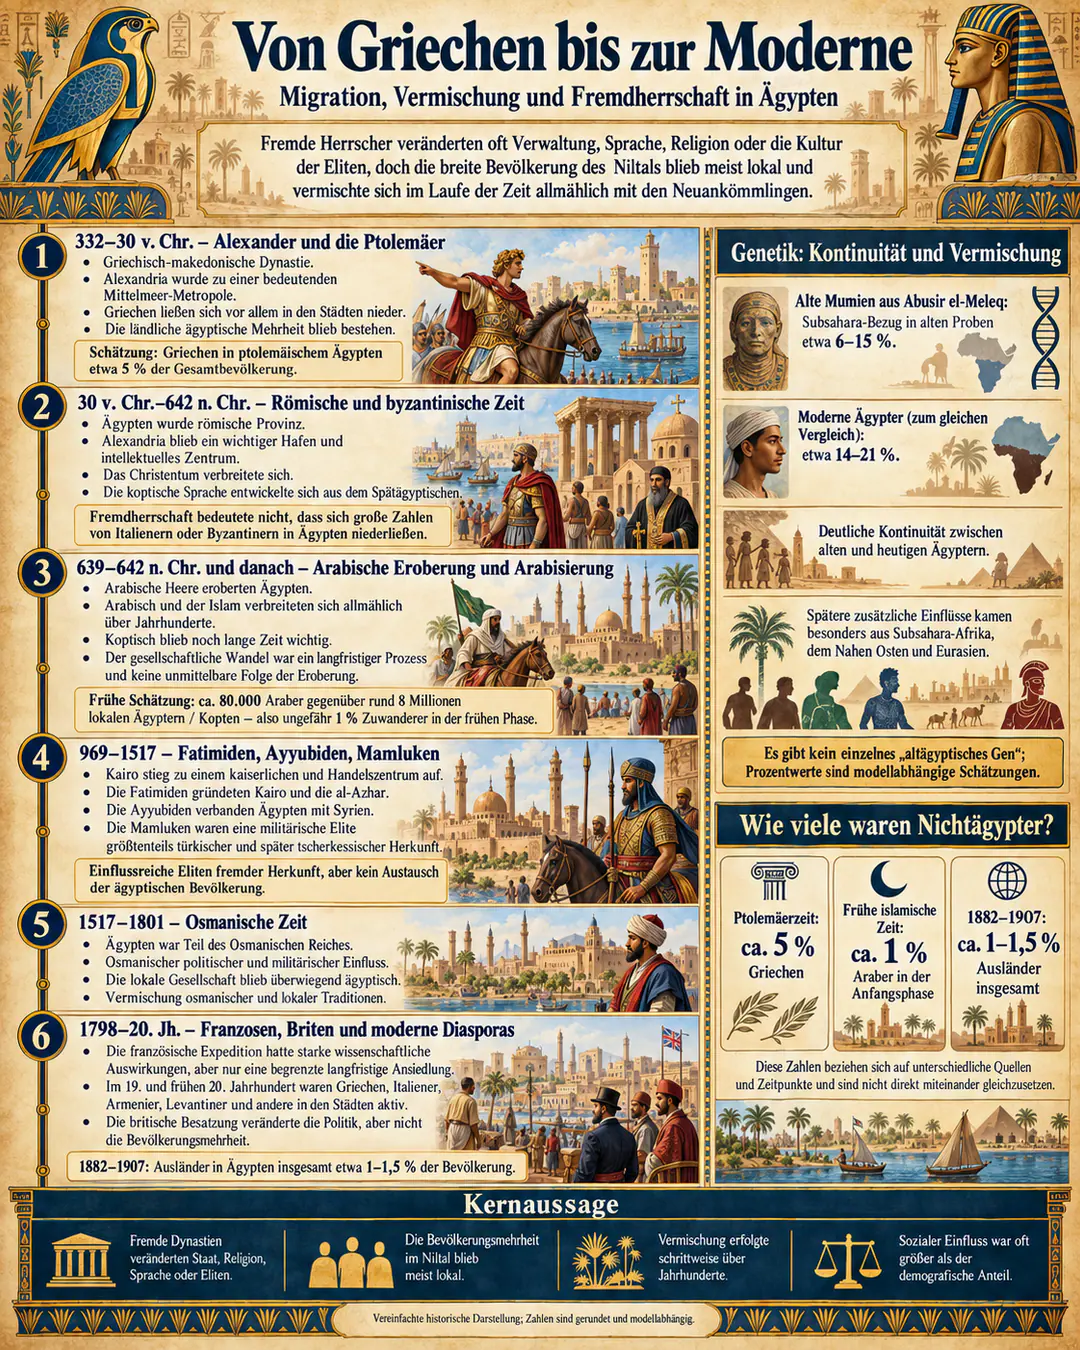 Von Griechen bis zur Moderne
Migration, Vermischung und Fremdherrschaft in Ägypten
Fremde Herrscher veränderten oft Verwaltung, Sprache, Religion oder die Kultur
der Eliten, doch die breite Bevölkerung des Niltals blieb meist lokal und
vermischte sich im Laufe der Zeit allmählich mit den Neuankömmlingen.
1
332–30 v. Chr. – Alexander und die Ptolemäer
• Griechisch-makedonische Dynastie.
• Alexandria wurde zu einer bedeutenden
Mittelmeer-Metropole.
• Griechen ließen sich vor allem in den Städten nieder.
• Die ländliche ägyptische Mehrheit blieb bestehen.
Schätzung: Griechen in ptolemäischem Ägypten
etwa 5 % der Gesamtbevölkerung.
2
30 v. Chr.–642 n. Chr. – Römische und byzantinische Zeit
• Ägypten wurde römische Provinz.
• Alexandria blieb ein wichtiger Hafen und
intellektuelles Zentrum.
• Das Christentum verbreitete sich.
• Die koptische Sprache entwickelte sich aus dem Spätägyptischen.
Fremdherrschaft bedeutete nicht, dass sich große Zahlen
von Italienern oder Byzantinern in Ägypten niederließen.
3
639–642 n. Chr. und danach – Arabische Eroberung und Arabisierung
• Arabische Heere eroberten Ägypten.
• Arabisch und der Islam verbreiteten sich allmählich
über Jahrhunderte.
• Koptisch blieb noch lange Zeit wichtig.
• Der gesellschaftliche Wandel war ein langfristiger Prozess
und keine unmittelbare Folge der Eroberung.
Frühe Schätzung: ca. 80.000 Araber gegenüber rund 8 Millionen
lokalen Ägyptern / Kopten – also ungefähr 1 % Zuwanderer in der frühen Phase.
4
969–1517 – Fatimiden, Ayyubiden, Mamluken
• Kairo stieg zu einem kaiserlichen und Handelszentrum auf.
• Die Fatimiden gründeten Kairo und die al-Azhar.
• Die Ayyubiden verbanden Ägypten mit Syrien.
• Die Mamluken waren eine militärische Elite
größtenteils türkischer und später tscherkessischer Herkunft.
Einflussreiche Eliten fremder Herkunft, aber kein Austausch
der ägyptischen Bevölkerung.
5
1517–1801 – Osmanische Zeit
• Ägypten war Teil des Osmanischen Reiches.
• Osmanischer politischer und militärischer Einfluss.
• Die lokale Gesellschaft blieb überwiegend ägyptisch.
• Vermischung osmanischer und lokaler Traditionen.
6
1798–20. Jh. – Franzosen, Briten und moderne Diasporas
• Die französische Expedition hatte starke wissenschaftliche
Auswirkungen, aber nur eine begrenzte langfristige Ansiedlung.
• Im 19. und frühen 20. Jahrhundert waren Griechen, Italiener,
Armenier, Levantiner und andere in den Städten aktiv.
• Die britische Besatzung veränderte die Politik, aber nicht
die Bevölkerungsmehrheit.
1882–1907: Ausländer in Ägypten insgesamt etwa 1–1,5 % der Bevölkerung.
Genetik: Kontinuität und Vermischung
Alte Mumien aus Abusir el-Meleq:
Subsahara-Bezug in alten Proben
etwa 6–15 %.
Moderne Ägypter (zum gleichen
Vergleich):
etwa 14–21 %.
Deutliche Kontinuität zwischen
alten und heutigen Ägyptern.
Spätere zusätzliche Einflüsse kamen
besonders aus Subsahara-Afrika,
dem Nahen Osten und Eurasien.
Es gibt kein einzelnes „altägyptisches Gen“;
Prozentwerte sind modellabhängige Schätzungen.
Wie viele waren Nichtägypter?
Ptolemäerzeit:
ca. 5 %
Griechen
Frühe islamische
Zeit:
ca. 1 %
Araber in der
Anfangsphase
1882–1907:
ca. 1–1,5 %
Ausländer
insgesamt
Diese Zahlen beziehen sich auf unterschiedliche Quellen
und Zeitpunkte und sind nicht direkt miteinander gleichzusetzen.
Kernaussage
Fremde Dynastien
veränderten Staat, Religion,
Sprache oder Eliten.
Die Bevölkerungsmehrheit
im Niltal blieb
meist lokal.
Vermischung erfolgte
schrittweise über
Jahrhunderte.
Sozialer Einfluss war oft
größer als der
demografische Anteil.
Vereinfachte historische Darstellung; Zahlen sind gerundet und modellabhängig.